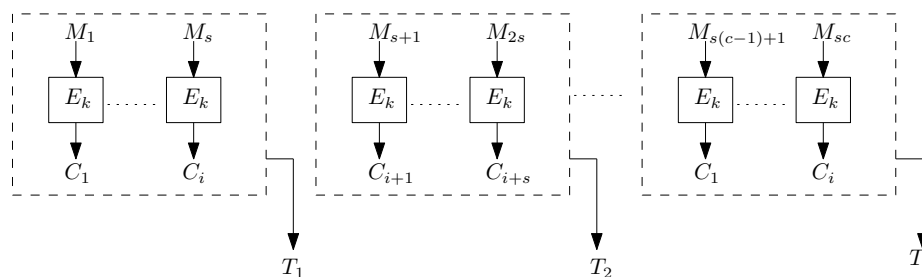 M_1 M_s M_{s+1} M_{2s} M_{s(c-1)+1} M_{sc}
E_k ...... E_k E_k ...... E_k ...... E_k ...... E_k
C_1 C_i C_{i+1} C_{i+s} C_1 C_i
T_1 T_2 T